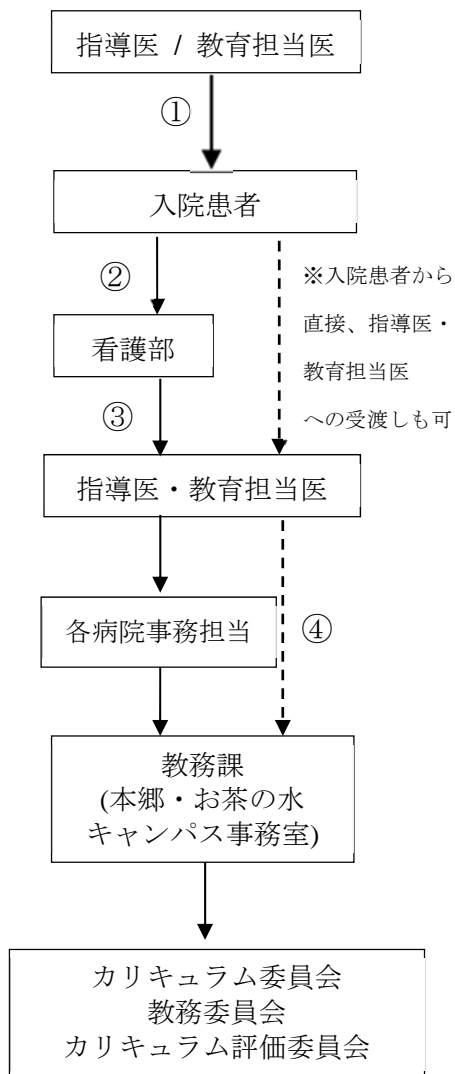 指導医 / 教育担当医
①
入院患者
②
※入院患者から
直接、指導医・
教育担当医
への受渡しも可
看護部
③
指導医・教育担当医
各病院事務担当
④
教務課
(本郷・お茶の水
キャンパス事務室)
カリキュラム委員会
教務委員会
カリキュラム評価委員会